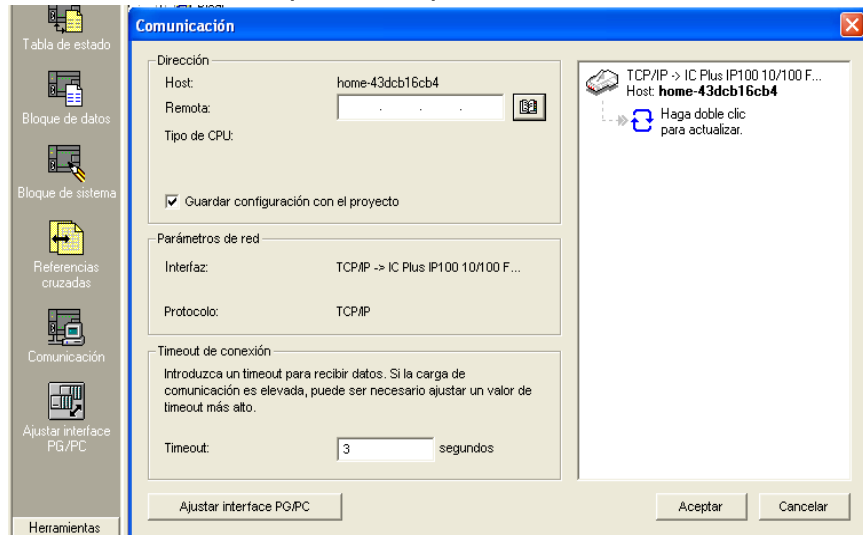 Tabla de estado
Bloque de datos
Bloque de sistema
Referencias
cruzadas
Comunicación
Ajustar interface
PG/PC
Herramientas
Comunicación
Dirección
Host: home-43dcb16cb4
Remota: . . .
Tipo de CPU:
Guardar configuración con el proyecto
Parámetros de red
Interfaz: TCP/IP -> IC Plus IP100 10/100 F...
Protocolo: TCP/IP
Timeout de conexión
Introduzca un timeout para recibir datos. Si la carga de
comunicación es elevada, puede ser necesario ajustar un valor de
timeout más alto.
Timeout: 3 segundos
Ajustar interface PG/PC
TCP/IP -> IC Plus IP100 10/100 F...
Host: home-43dcb16cb4
Haga doble clic
para actualizar.
Aceptar Cancelar